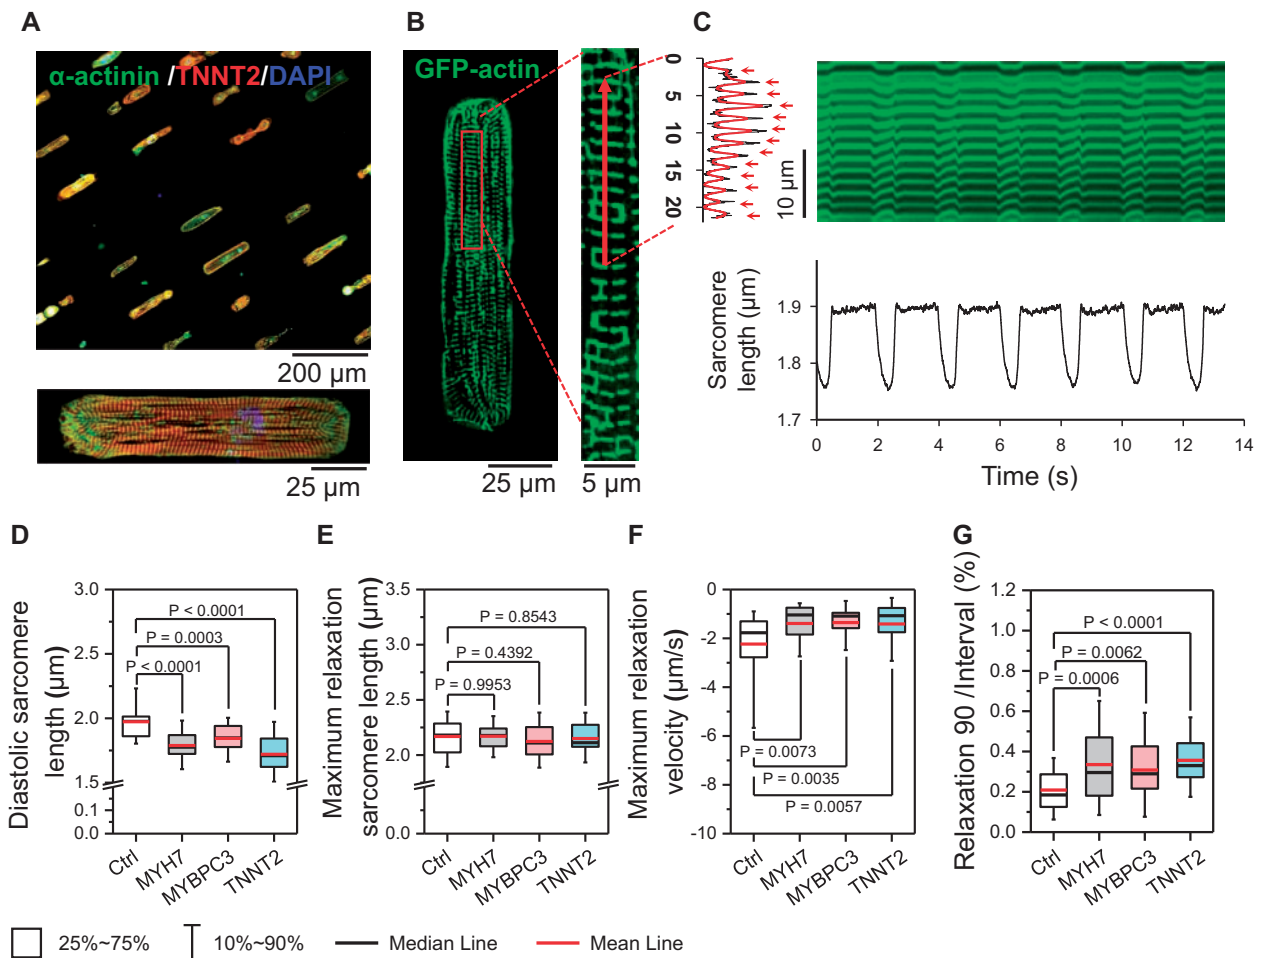 A
B
C
α-actinin /TNNT2/DAPI
200 μm
25 μm
GFP-actin
25 μm
5 μm
0
5
10
15
20
10 μm
Sarcomere
length (μm)
1.9
1.8
1.7
0
2
4
6
8
10
12
14
Time (s)
D
E
F
G
Diastolic sarcomere
length (μm)
3.0
2.5
2.0
1.5
0.1
0.0
P < 0.0001
P = 0.0003
P < 0.0001
Ctrl
MYH7
MYBPC3
TNNT2
Maximum relaxation
sarcomere length (μm)
3.5
3.0
2.5
2.0
0.0
P = 0.8543
P = 0.4392
P = 0.9953
Ctrl
MYH7
MYBPC3
TNNT2
Maximum relaxation
velocity (μm/s)
0
-2
-4
-6
-8
-10
P = 0.0073
P = 0.0035
P = 0.0057
Ctrl
MYH7
MYBPC3
TNNT2
Relaxation 90 /Interval (%)
1.2
1.0
0.8
0.6
0.4
0.2
0.0
P < 0.0001
P = 0.0062
P = 0.0006
Ctrl
MYH7
MYBPC3
TNNT2
25%~75%
10%~90%
Median Line
Mean Line